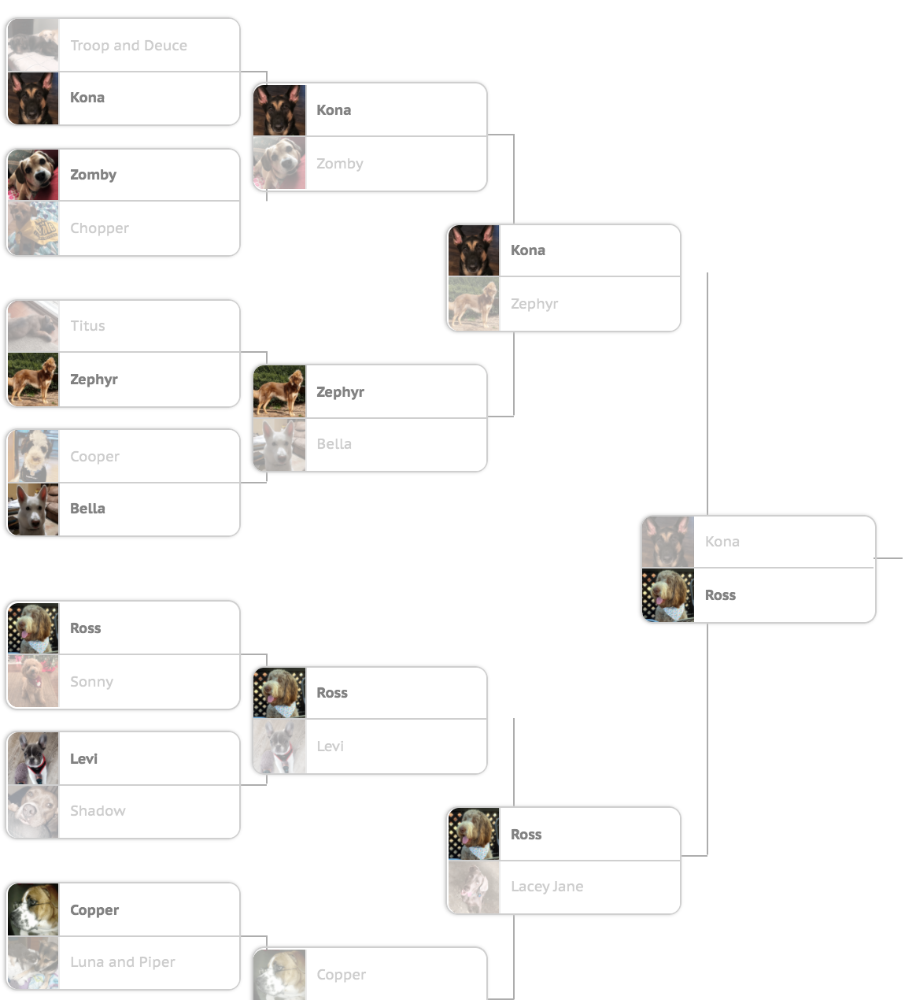 Troop and Deuce
Kona
Zomby
Chopper
Titus
Zephyr
Cooper
Bella
Ross
Sonny
Levi
Shadow
Copper
Luna and Piper
Kona
Zomby
Zephyr
Bella
Ross
Levi
Copper
Kona
Zephyr
Ross
Lacey Jane
Kona
Ross